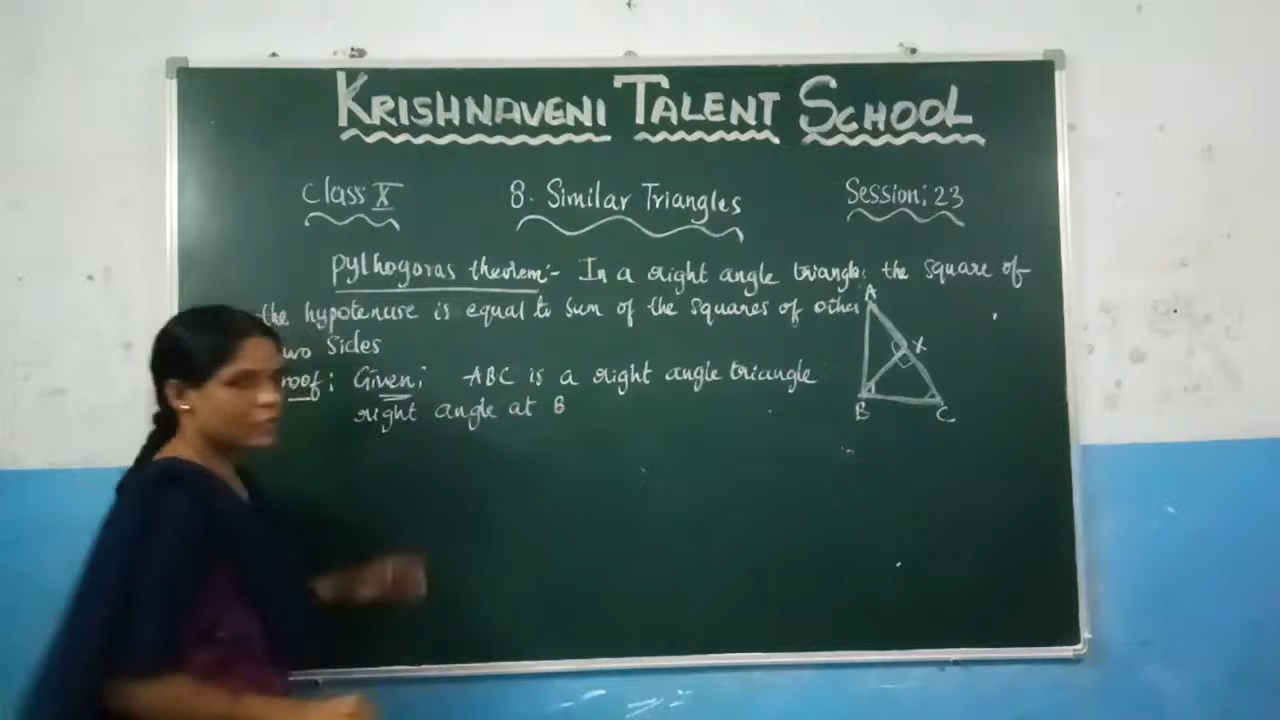 KRISHNAVENI TALENT SCHOOL
Class X 8. Similar Triangles Session: 23
Pythogoras theorem:- In a right angle triangle: the square of
the hypotenuse is equal to sum of the squares of other
two Sides
roof: Given: ABC is a right angle triangle
right angle at B
A
X
B C